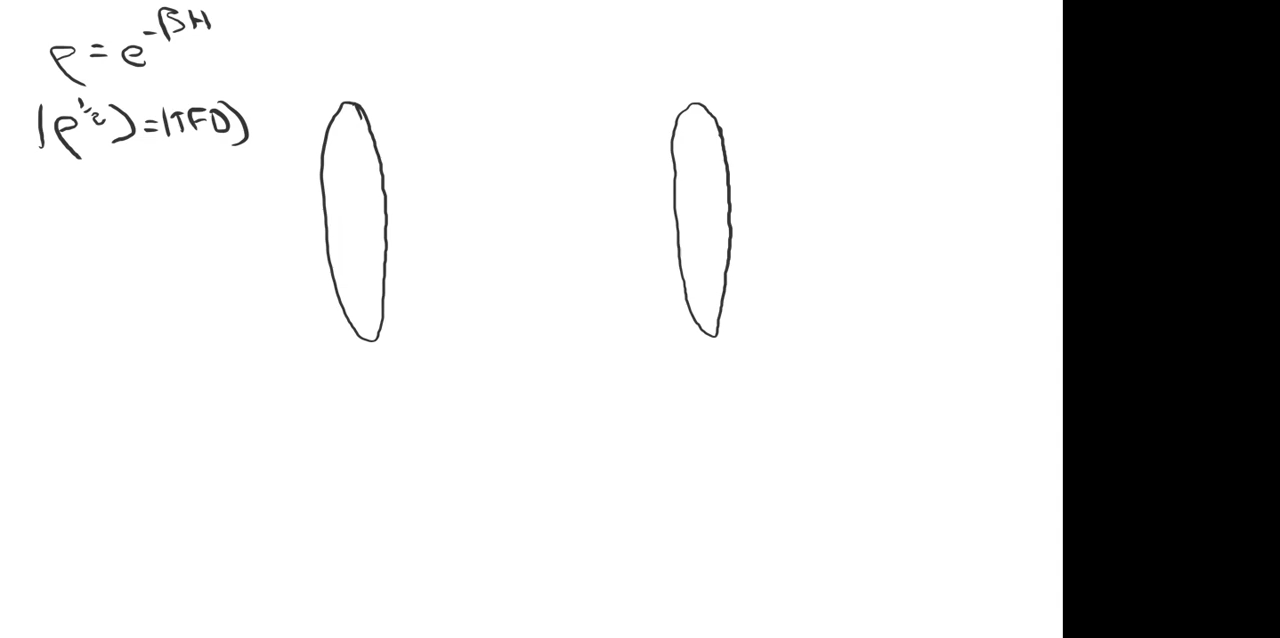 ρ = e^{-βH}
|ρ^{1/2}) = |TFD)